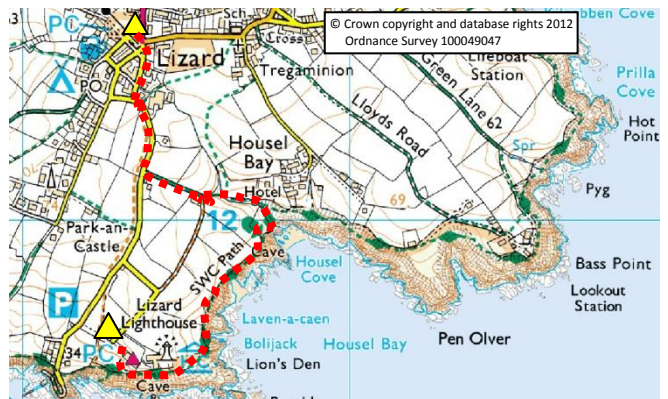 © Crown copyright and database rights 2012
Ordnance Survey 100049047
PC
Sch
Cross
Lizard
Tregaminion
PO
Lifeboat
Station
Cove
Prilla
Cove
Green Lane 62
Lloyds Road
Hot
Point
Spr
Housel
Bay
Hotel
Pyg
69
70
12
Park-an-
Castle
SWC Path
Cave
Housel
Cove
Bass Point
Lookout
Station
P
Lizard
Lighthouse
Laven-a-caen
Bolijack
Housel Bay
Pen Olver
34
PC
Lion's Den
Cave